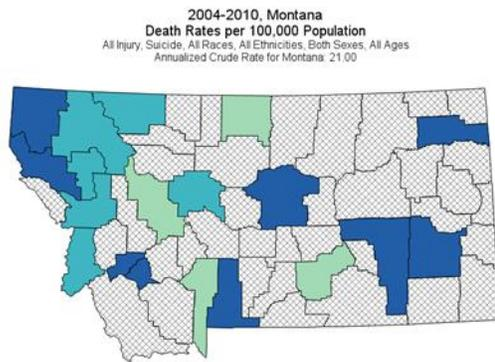 2004-2010, Montana
Death Rates per 100,000 Population
All Injury, Suicide, All Races, All Ethnicities, Both Sexes, All Ages
Annualized Crude Rate for Montana: 21.00